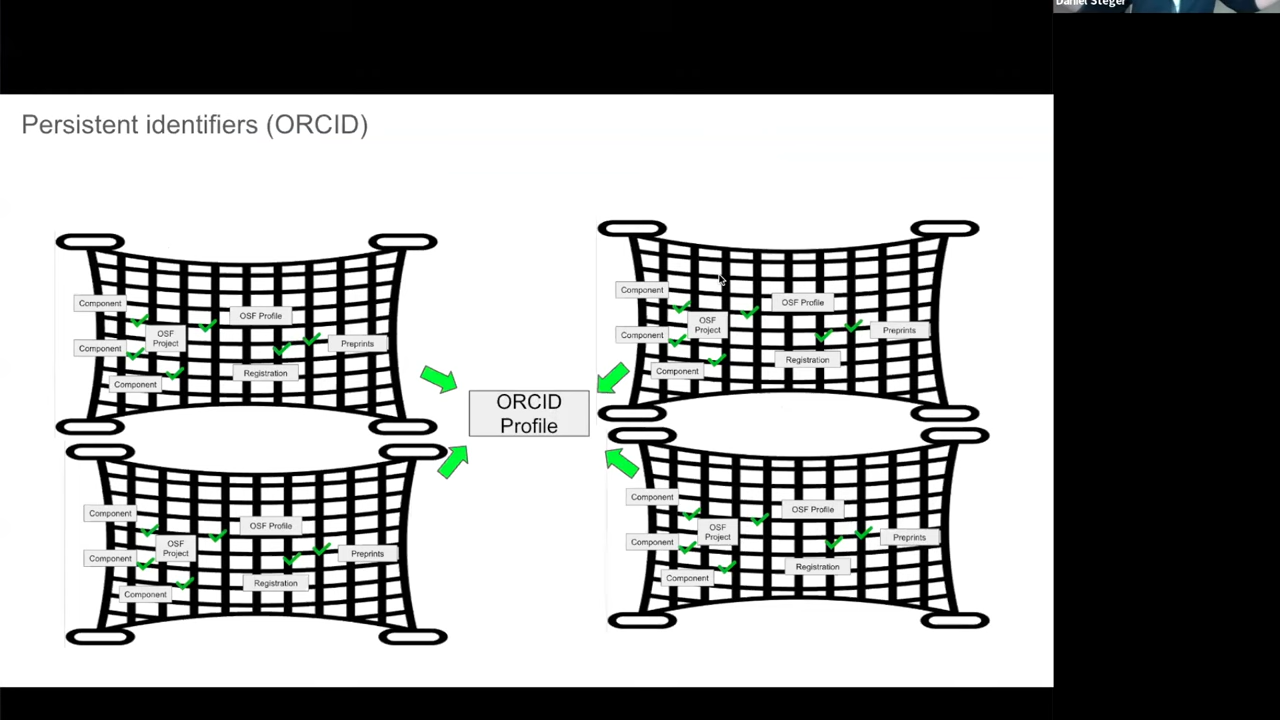 Daniel Steger
Persistent identifiers (ORCID)
Component
OSF Profile
OSF
Project
Component
Preprints
Registration
Component
Component
OSF Profile
OSF
Project
Component
Preprints
Registration
Component
ORCID
Profile
Component
OSF Profile
OSF
Project
Component
Preprints
Registration
Component
Component
OSF Profile
OSF
Project
Component
Preprints
Registration
Component